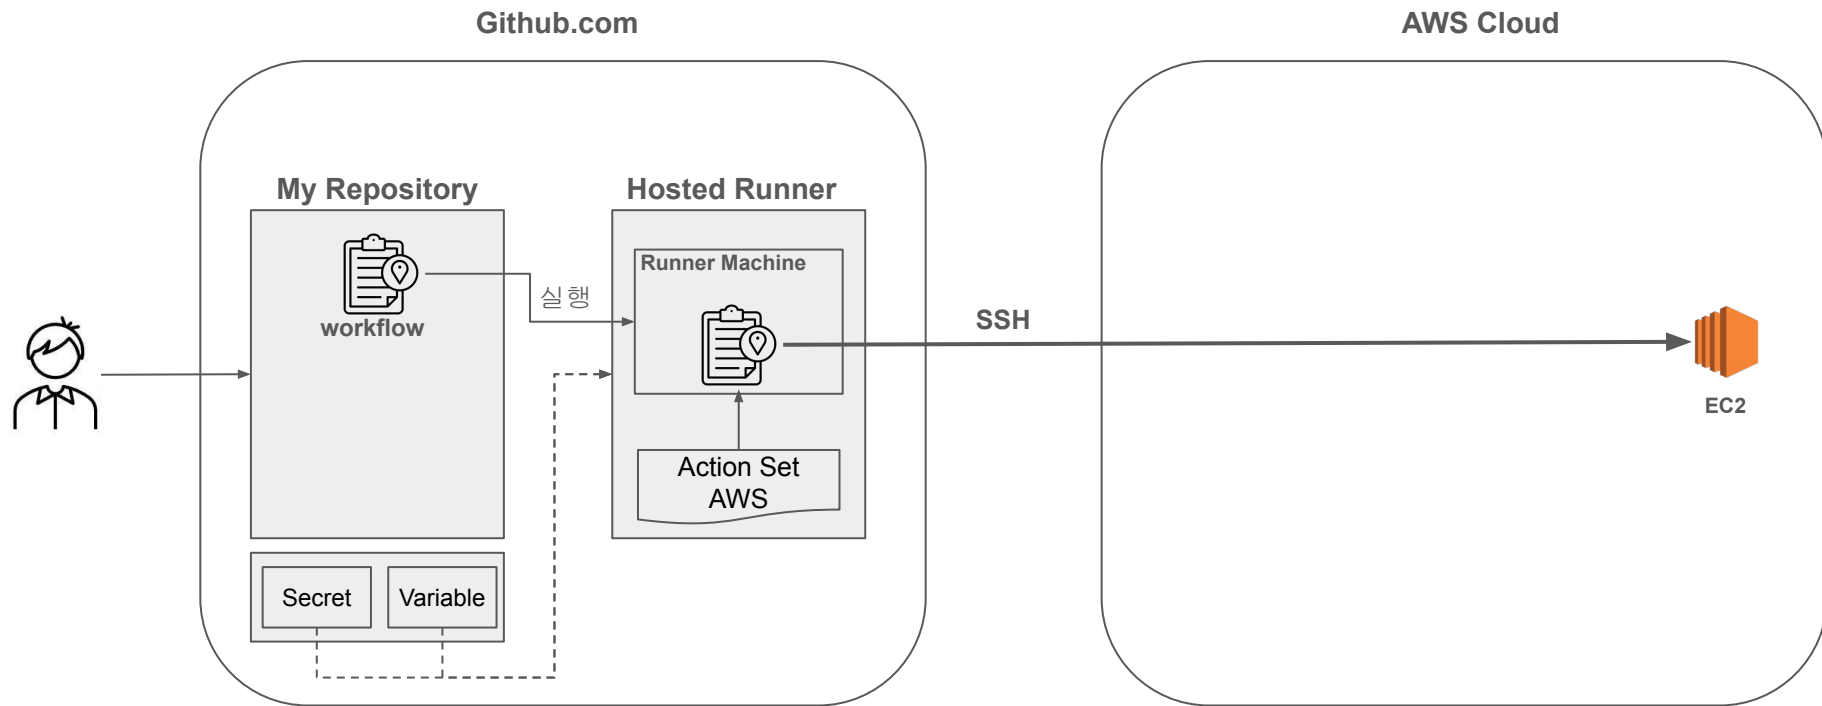 Github.com
AWS Cloud
My Repository
Hosted Runner
workflow
실행
Runner Machine
SSH
EC2
Action Set
AWS
Secret
Variable